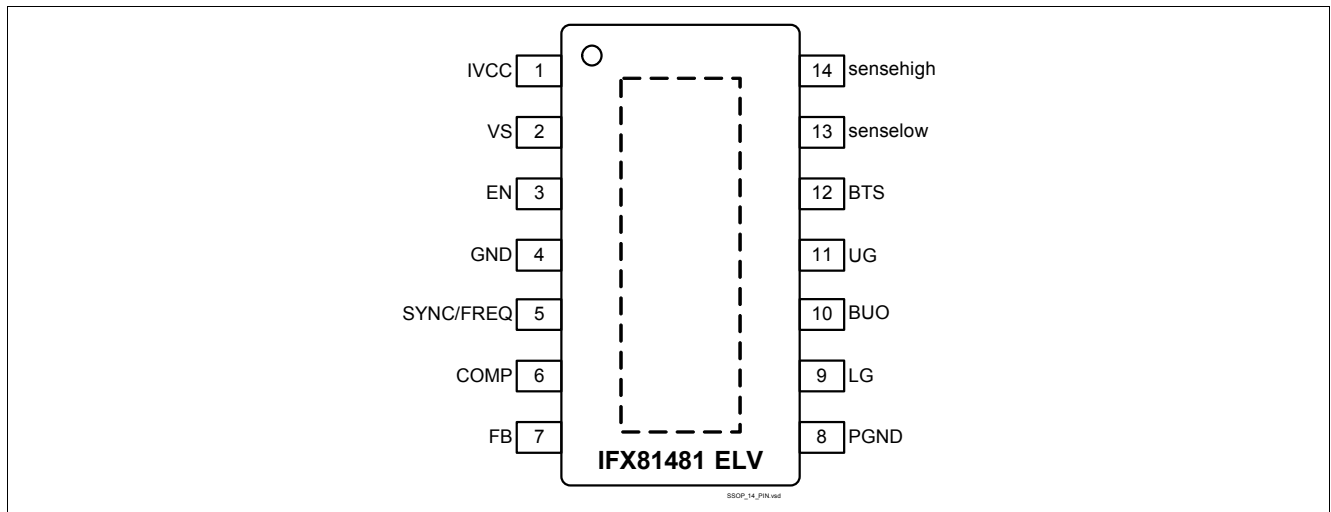 IVCC 1 14 sensehigh
VS 2 13 senselow
EN 3 12 BTS
GND 4 11 UG
SYNC/FREQ 5 10 BUO
COMP 6 9 LG
FB 7 8 PGND
IFX81481 ELV
SSOP_14_PIN.vsd